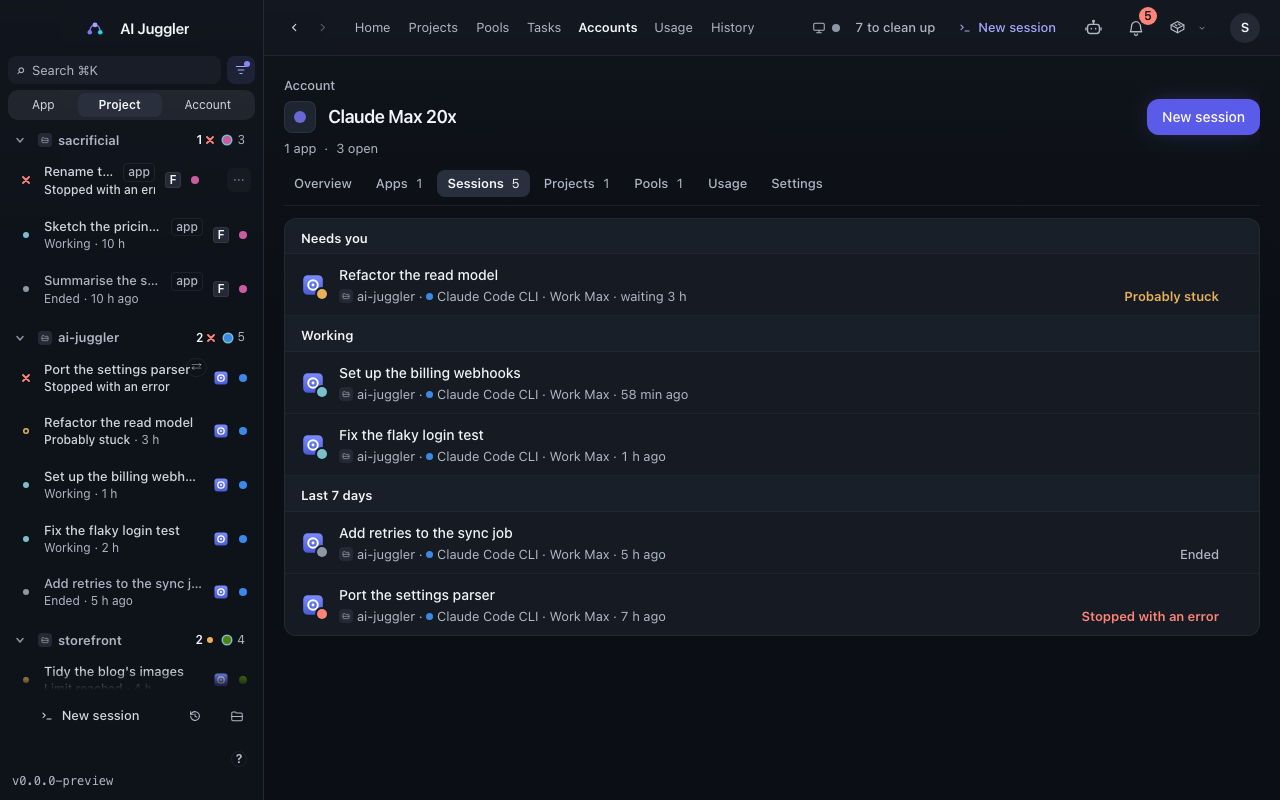 AI Juggler
Search ⌘K
App Project Account
sacrificial 1 3
Rename t... app F
Stopped with an err
Sketch the pricin... app F
Working · 10 h
Summarise the s... app F
Ended · 10 h ago
ai-juggler 2 5
Port the settings parser
Stopped with an error
Refactor the read model
Probably stuck · 3 h
Set up the billing webh...
Working · 1 h
Fix the flaky login test
Working · 2 h
Add retries to the sync j...
Ended · 5 h ago
storefront 2 4
Tidy the blog's images
Limit reached · 4 h
New session
?
v0.0.0-preview
Home Projects Pools Tasks Accounts Usage History
7 to clean up
New session
5
S
Account
Claude Max 20x
New session
1 app · 3 open
Overview Apps 1 Sessions 5 Projects 1 Pools 1 Usage Settings
Needs you
Refactor the read model
ai-juggler · Claude Code CLI · Work Max · waiting 3 h
Probably stuck
Working
Set up the billing webhooks
ai-juggler · Claude Code CLI · Work Max · 58 min ago
Fix the flaky login test
ai-juggler · Claude Code CLI · Work Max · 1 h ago
Last 7 days
Add retries to the sync job
ai-juggler · Claude Code CLI · Work Max · 5 h ago
Ended
Port the settings parser
ai-juggler · Claude Code CLI · Work Max · 7 h ago
Stopped with an error